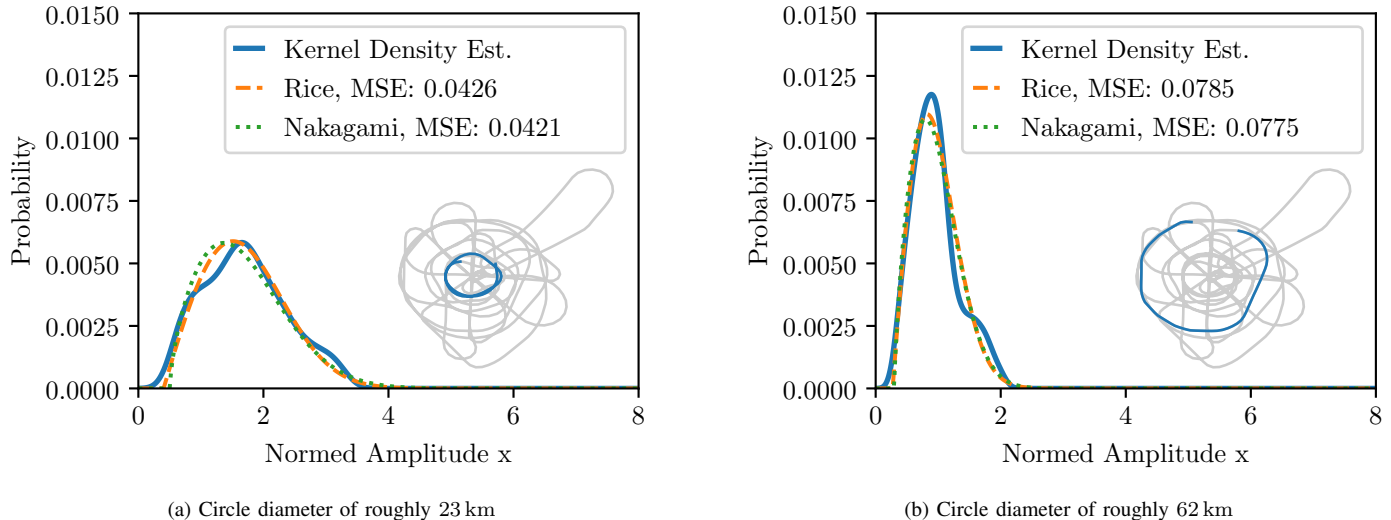 0.0150
0.0125
0.0100
0.0075
0.0050
0.0025
0.0000
Probability
Kernel Density Est.
Rice, MSE: 0.0426
Nakagami, MSE: 0.0421
0 2 4 6 8
Normed Amplitude x
(a) Circle diameter of roughly 23 km
0.0150
0.0125
0.0100
0.0075
0.0050
0.0025
0.0000
Probability
Kernel Density Est.
Rice, MSE: 0.0785
Nakagami, MSE: 0.0775
0 2 4 6 8
Normed Amplitude x
(b) Circle diameter of roughly 62 km